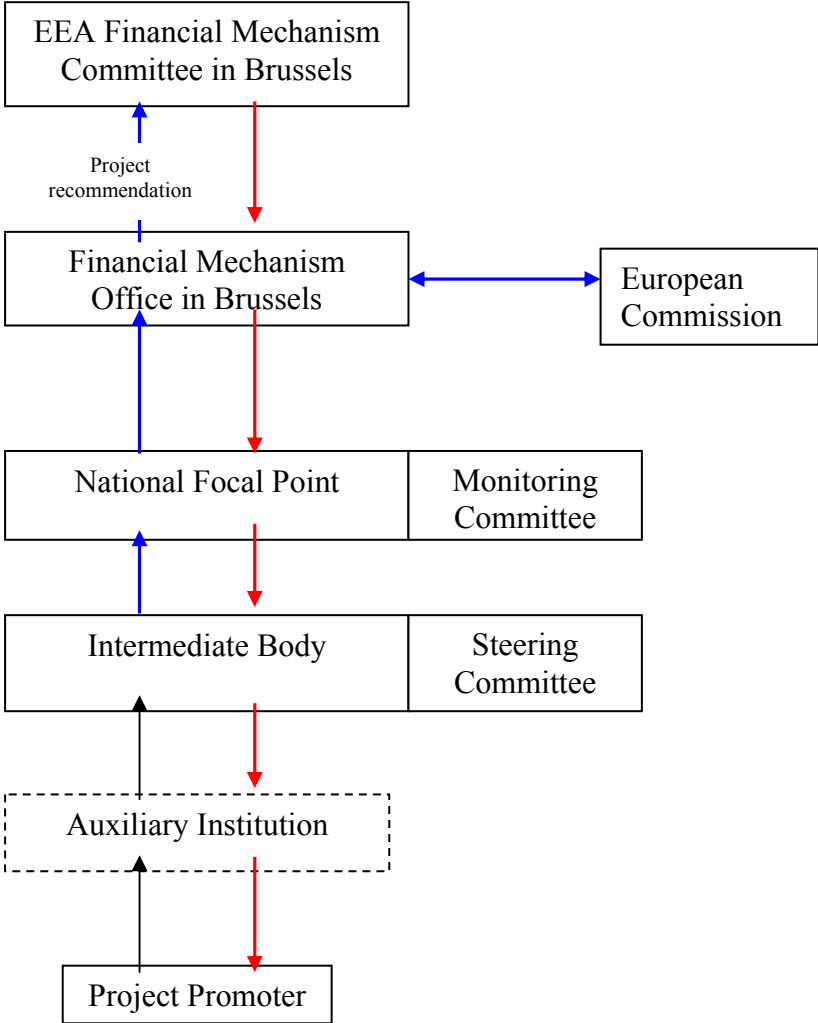 EEA Financial Mechanism
Committee in Brussels
Project
recommendation
Financial Mechanism
Office in Brussels
European
Commission
National Focal Point
Monitoring
Committee
Intermediate Body
Steering
Committee
Auxiliary Institution
Project Promoter